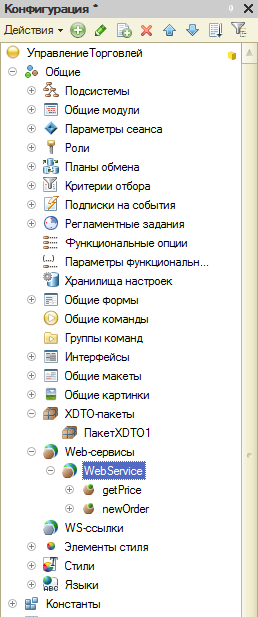 Конфигурация *
Действия
УправлениеТорговлей
Общие
Подсистемы
Общие модули
Параметры сеанса
Роли
Планы обмена
Критерии отбора
Подписки на события
Регламентные задания
Функциональные опции
Параметры функциональн...
Хранилища настроек
Общие формы
Общие команды
Группы команд
Интерфейсы
Общие макеты
Общие картинки
XDTO-пакеты
ПакетXDTO1
Web-сервисы
WebService
getPrice
newOrder
WS-ссылки
Элементы стиля
Стили
Языки
Константы